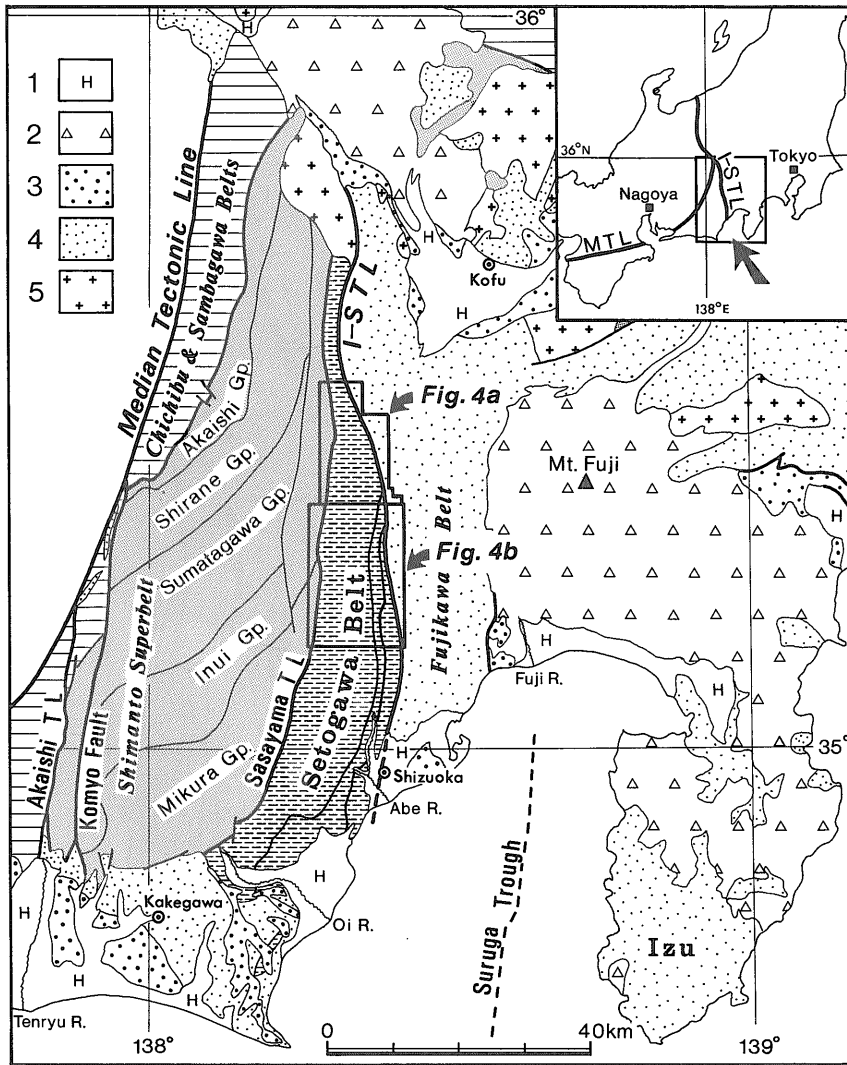 36°
H
1 H
2
3
4
5
Median Tectonic Line
Chichibu & Sambagawa Belts
I-STL
36°N
I-STL
Tokyo
Nagoya
MTL
138°E
H
Kofu
H
Akaishi Gp.
Fig. 4a
Shirane Gp.
Mt. Fuji
Sumatagawa Gp.
H
Fig. 4b
Fujikawa Belt
Setogawa Belt
Inui Gp.
H
Fuji R.
H
Shimanto Superbelt
Sasayama TL
Akaishi TL
Komyo Fault
35°
H
Mikura Gp.
Shizuoka
Abe R.
H
Kakegawa
H
Oi R.
Suruga Trough
Izu
H
H
Tenryu R.
138°
0
40km
139°